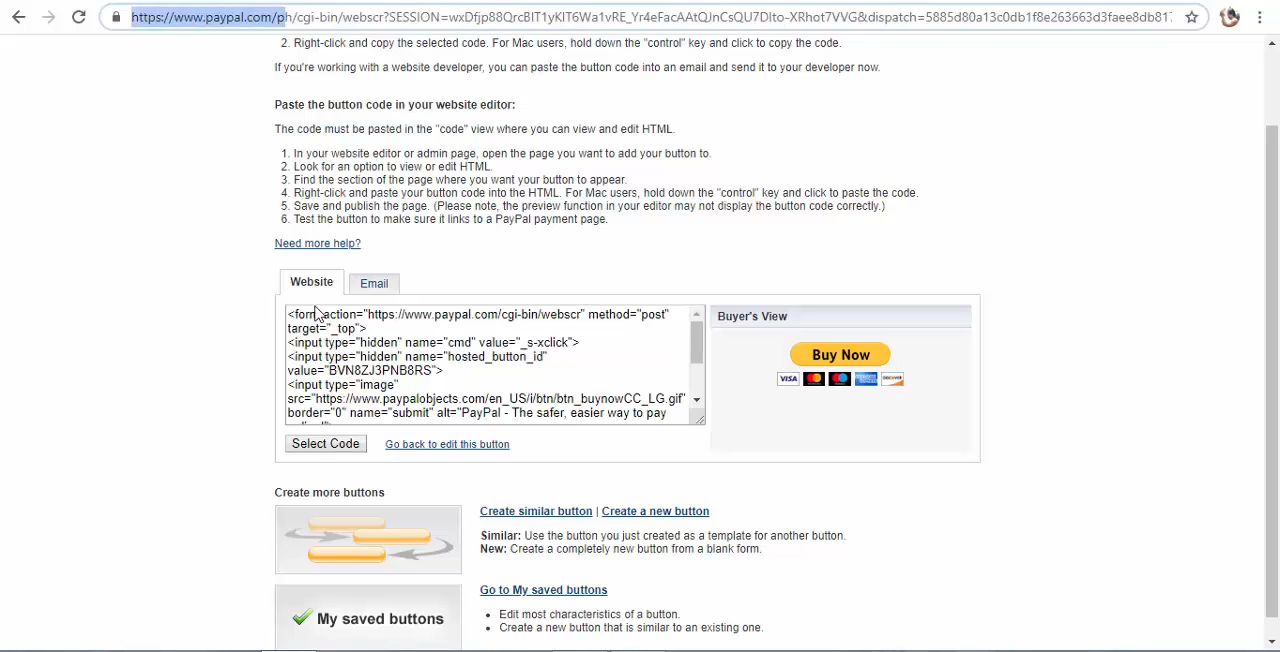 https://www.paypal.com/ph/cgi-bin/webscr?SESSION=wxDfjp88QrcBIT1yKIT6Wa1vRE_Yr4eFacAAtQJnCsQU7DIto-XRhot7VVG&dispatch=5885d80a13c0db1f8e263663d3faee8db817
2. Right-click and copy the selected code. For Mac users, hold down the "control" key and click to copy the code.
If you're working with a website developer, you can paste the button code into an email and send it to your developer now.
Paste the button code in your website editor:
The code must be pasted in the "code" view where you can view and edit HTML.
1. In your website editor or admin page, open the page you want to add your button to.
2. Look for an option to view or edit HTML.
3. Find the section of the page where you want your button to appear.
4. Right-click and paste your button code into the HTML. For Mac users, hold down the "control" key and click to paste the code.
5. Save and publish the page. (Please note, the preview function in your editor may not display the button code correctly.)
6. Test the button to make sure it links to a PayPal payment page.
Need more help?
Website Email
<form action="https://www.paypal.com/cgi-bin/webscr" method="post"
target="_top">
<input type="hidden" name="cmd" value="_s-xclick">
<input type="hidden" name="hosted_button_id"
value="BVN8ZJ3PNB8RS">
<input type="image"
src="https://www.paypalobjects.com/en_US/i/btn/btn_buynowCC_LG.gif"
border="0" name="submit" alt="PayPal - The safer, easier way to pay
Buyer's View
Buy Now
VISA DISCOVER
Select Code Go back to edit this button
Create more buttons
Create similar button | Create a new button
Similar: Use the button you just created as a template for another button.
New: Create a completely new button from a blank form.
My saved buttons
Go to My saved buttons
• Edit most characteristics of a button.
• Create a new button that is similar to an existing one.